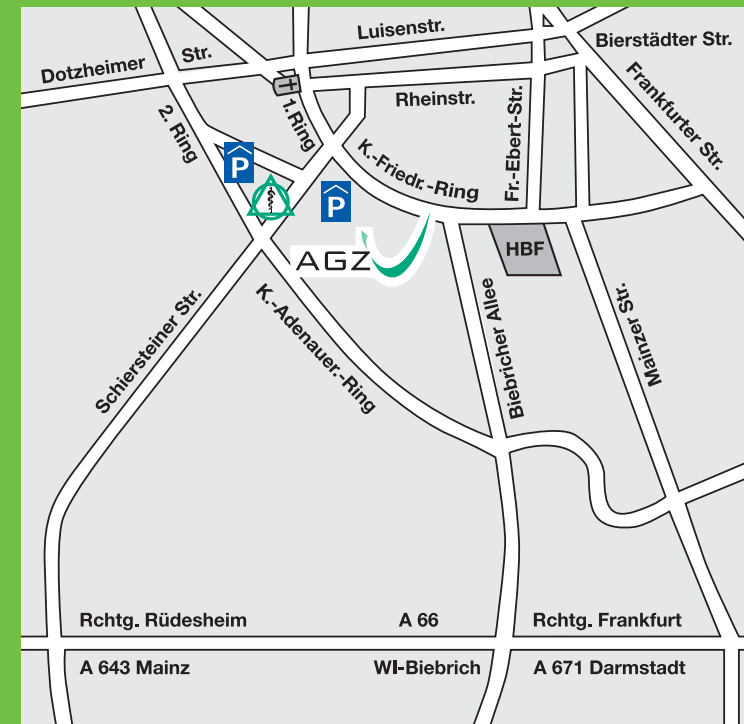 Luisenstr.
Bierstädter Str.
Dotzheimer Str.
Frankfurter Str.
Rheinstr.
2. Ring
1. Ring
Fr.-Ebert-Str.
K.-Friedr.-Ring
P
P
AGZ
HBF
Schiersteiner Str.
K.-Adenauer.-Ring
Biebricher Allee
Mainzer Str.
Rchtg. Rüdesheim
A 66
Rchtg. Frankfurt
A 643 Mainz
WI-Biebrich
A 671 Darmstadt